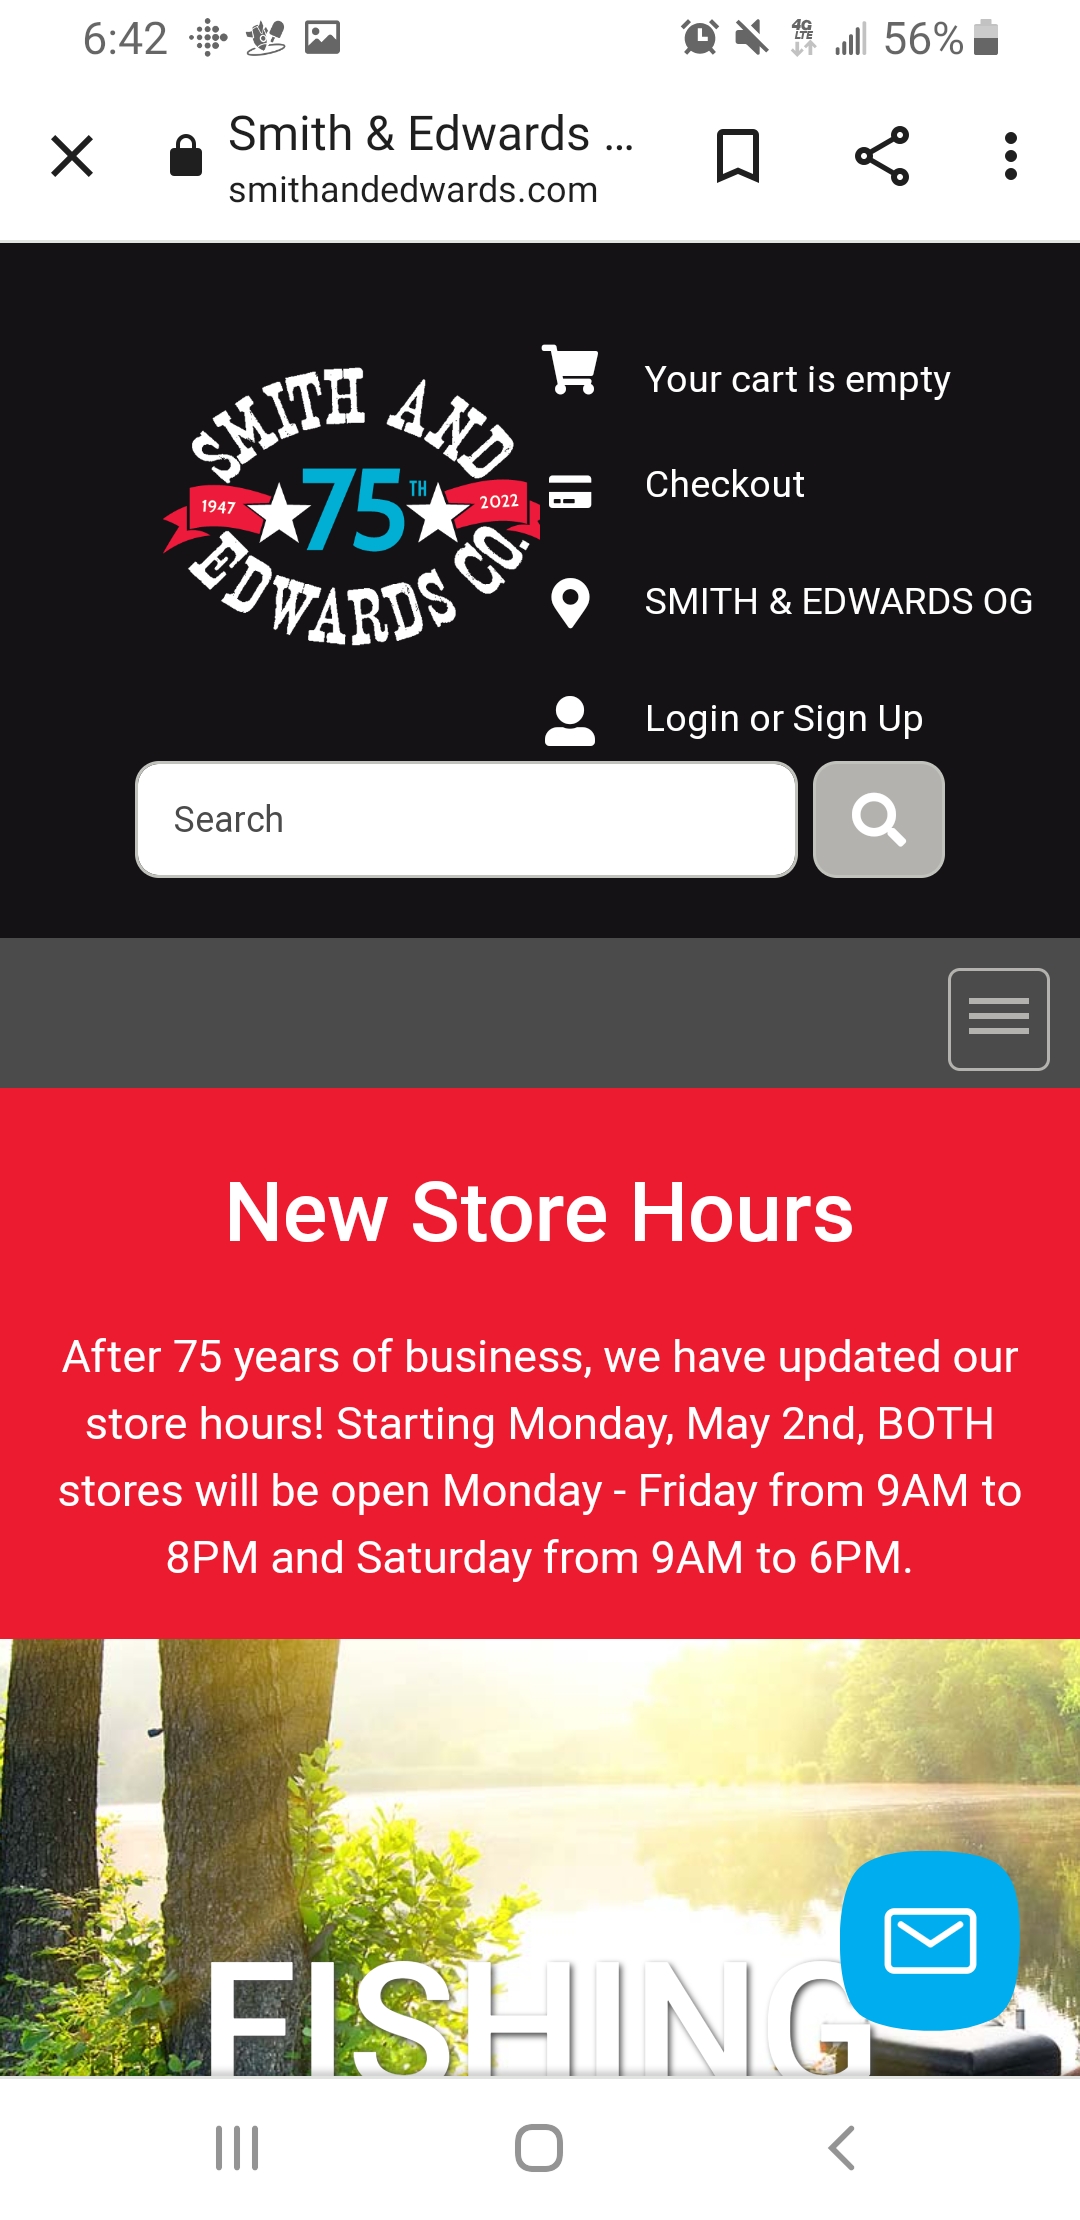 6:42
4G
LTE
56%
Smith & Edwards ...
smithandedwards.com
SMITH AND
1947
75TH
2022
EDWARDS CO.
Your cart is empty
Checkout
SMITH & EDWARDS OG
Login or Sign Up
Search
New Store Hours
After 75 years of business, we have updated our
store hours! Starting Monday, May 2nd, BOTH
stores will be open Monday - Friday from 9AM to
8PM and Saturday from 9AM to 6PM.
FISHING